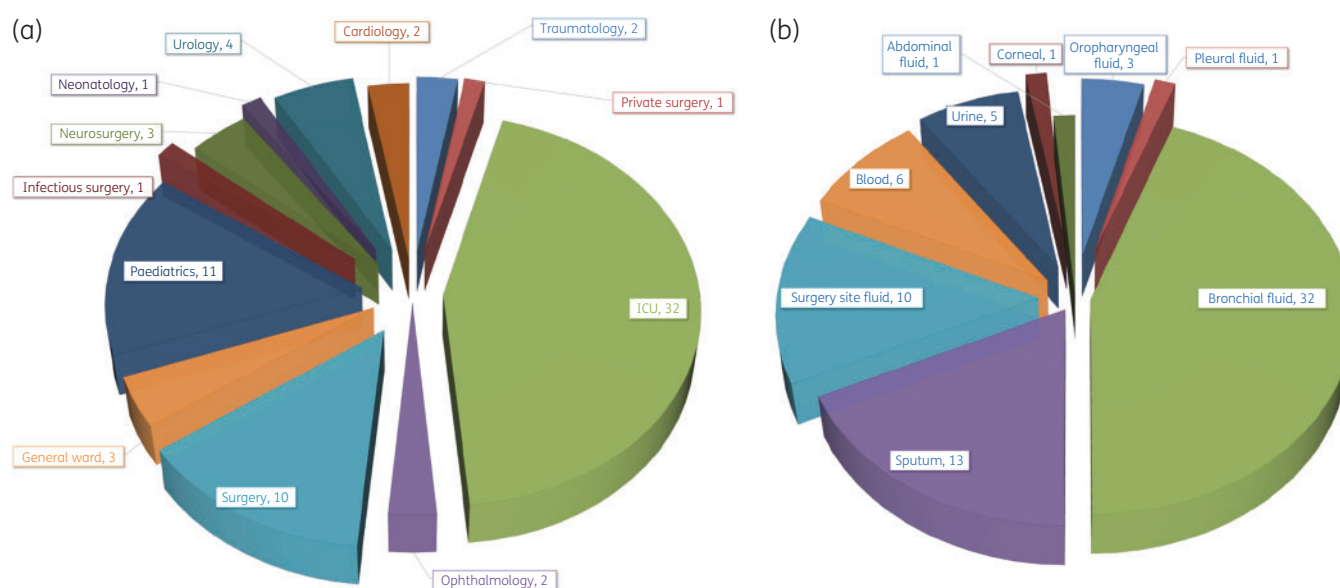 (a)
Urology, 4
Cardiology, 2
Traumatology, 2
Neonatology, 1
Private surgery, 1
Neurosurgery, 3
Infectious surgery, 1
Paediatrics, 11
ICU, 32
General ward, 3
Surgery, 10
Ophthalmology, 2
(b)
Abdominal
fluid, 1
Corneal, 1
Oropharyngeal
fluid, 3
Pleural fluid, 1
Urine, 5
Blood, 6
Surgery site fluid, 10
Bronchial fluid, 32
Sputum, 13